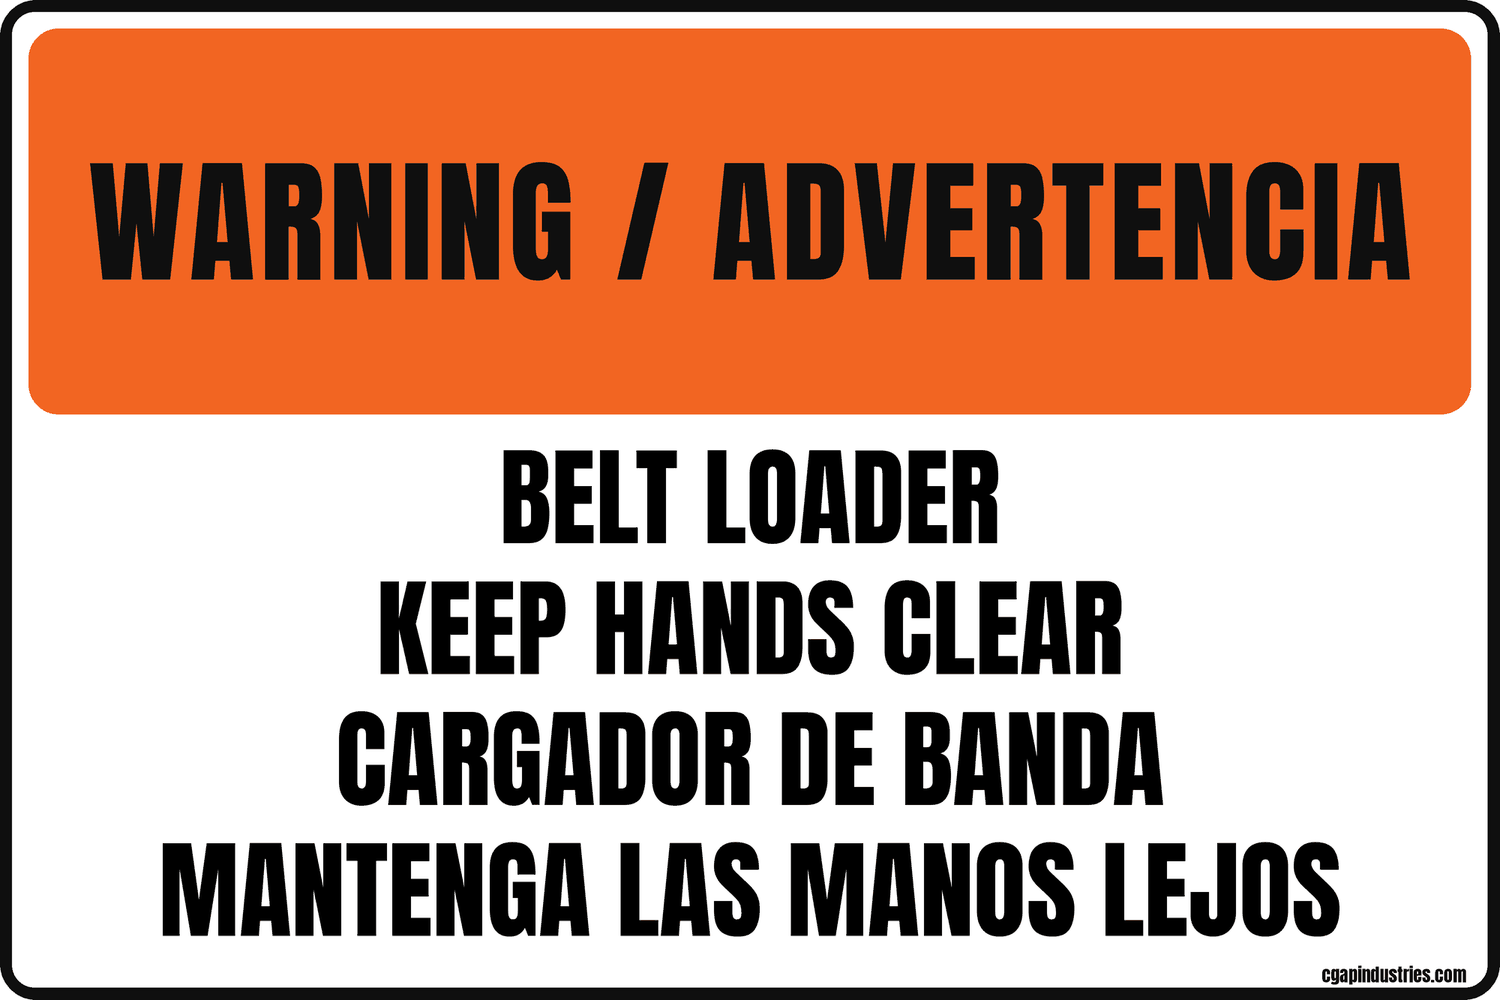 WARNING / ADVERTENCIA
BELT LOADER
KEEP HANDS CLEAR
CARGADOR DE BANDA
MANTENGA LAS MANOS LEJOS
cgapindustries.com